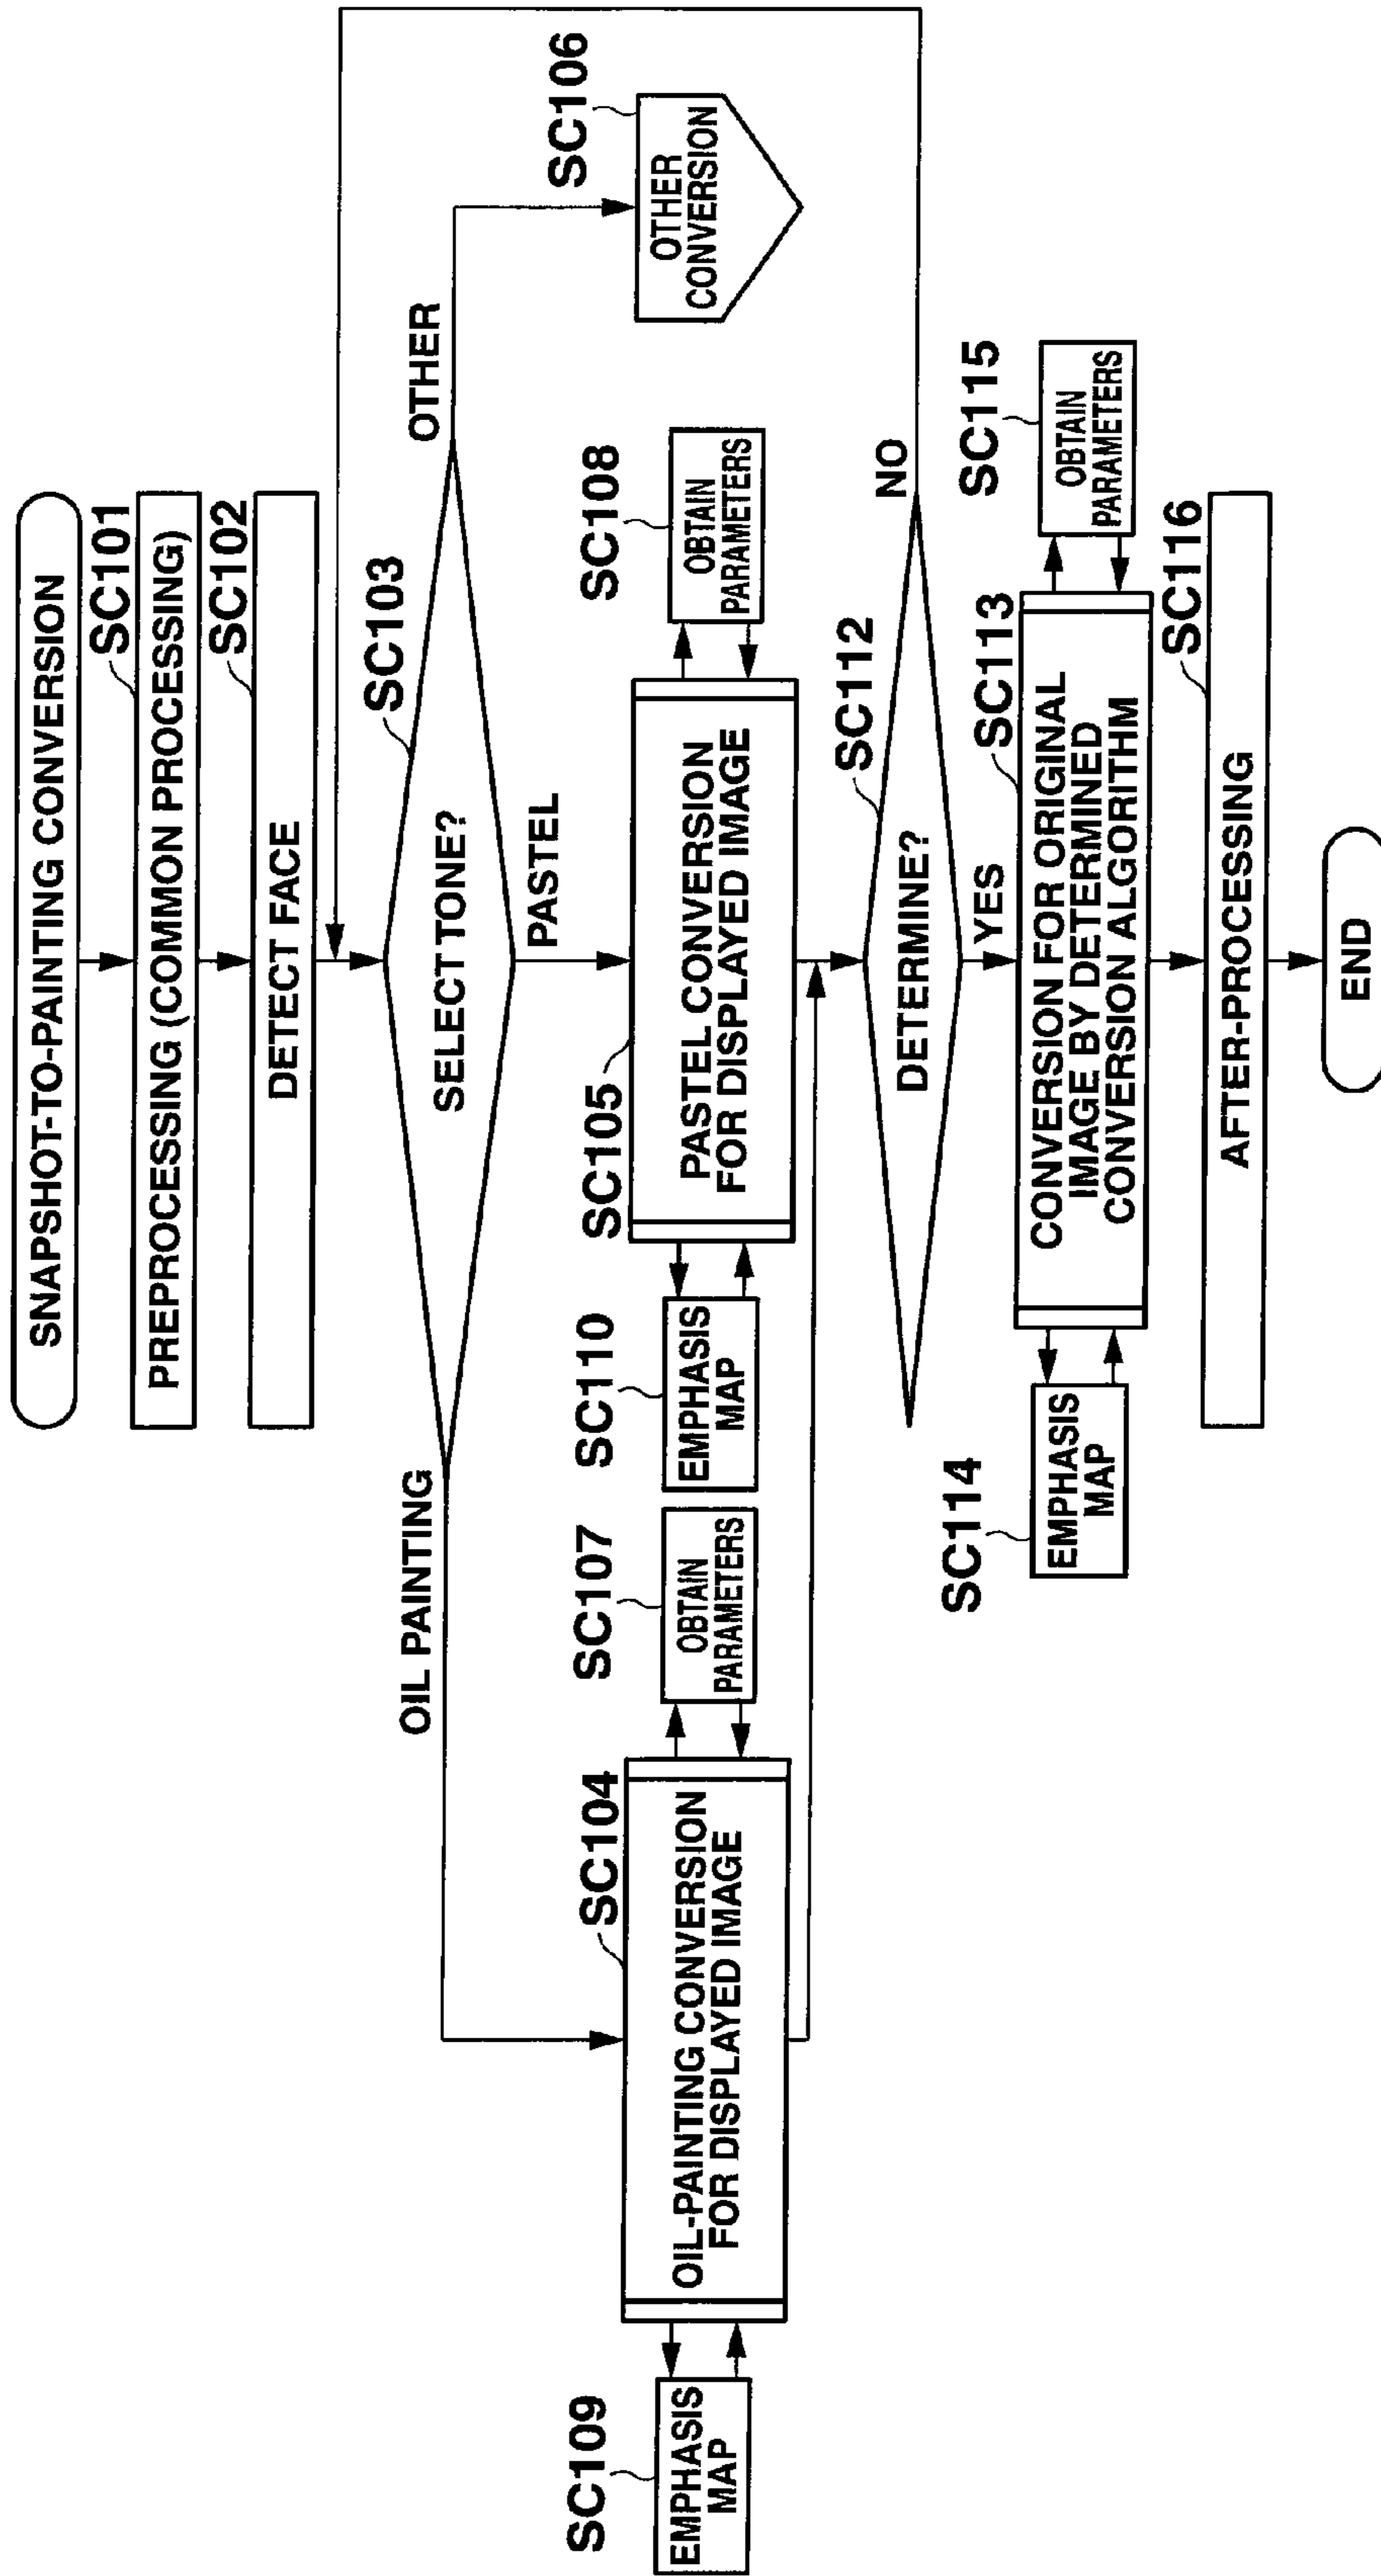 SNAPSHOT-TO-PAINTING CONVERSION
SC101
PREPROCESSING (COMMON PROCESSING)
SC102
DETECT FACE
SC103
SELECT TONE?
OIL PAINTING
PASTEL
OTHER
SC109
EMPHASIS
MAP
SC104
OIL-PAINTING CONVERSION
FOR DISPLAYED IMAGE
SC107
OBTAIN
PARAMETERS
SC110
EMPHASIS
MAP
SC105
PASTEL CONVERSION
FOR DISPLAYED IMAGE
SC108
OBTAIN
PARAMETERS
SC106
OTHER
CONVERSION
SC112
DETERMINE?
NO
YES
SC114
EMPHASIS
MAP
SC113
CONVERSION FOR ORIGINAL
IMAGE BY DETERMINED
CONVERSION ALGORITHM
SC115
OBTAIN
PARAMETERS
SC116
AFTER-PROCESSING
END